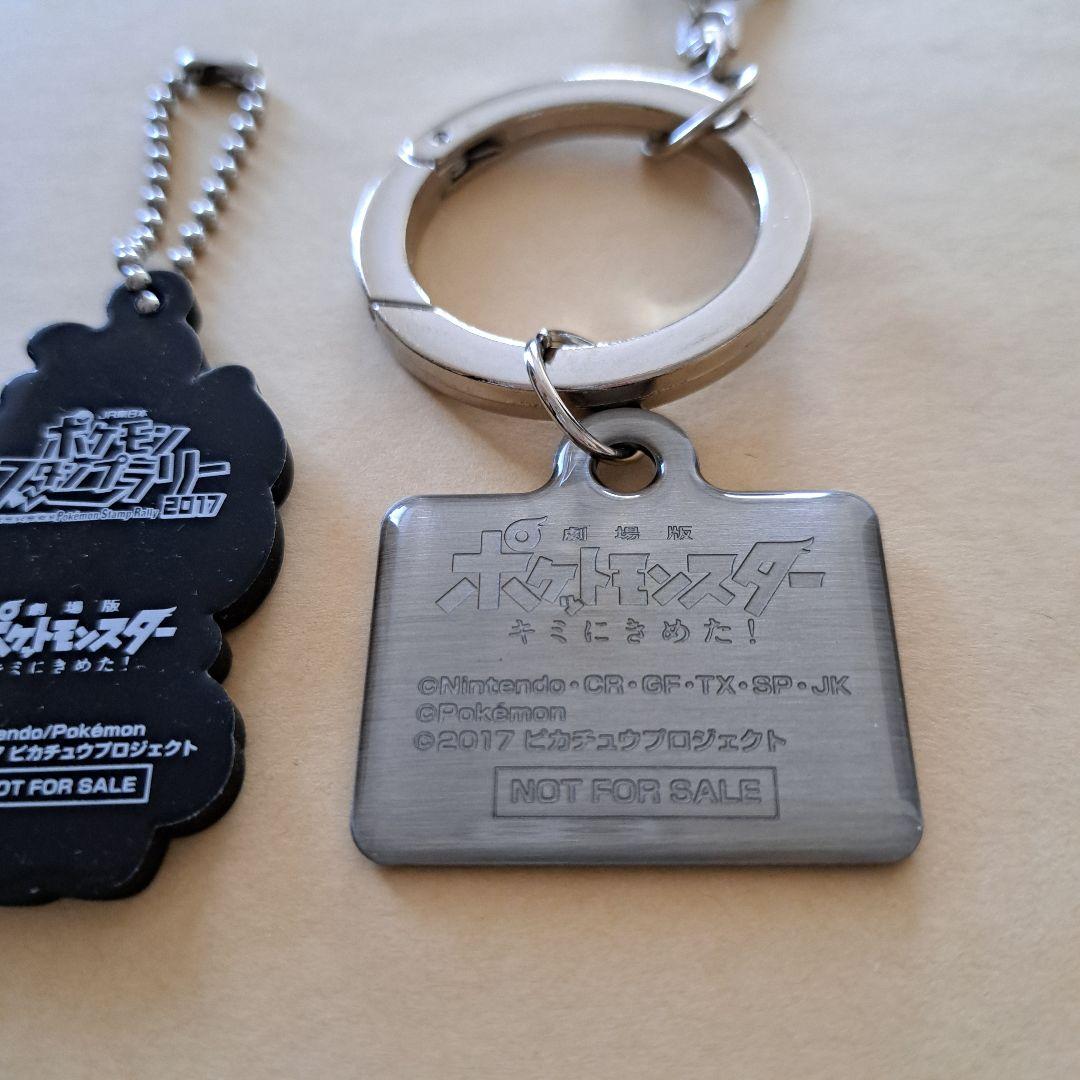 JR東日本
ポケモン
スタンプラリー
2017
Pokémon Stamp Rally
劇場版
ポケットモンスター
キミにきめた!
endo/Pokémon
7 ピカチュウプロジェクト
OT FOR SALE
劇場版
ポケットモンスター
キミにきめた!
©Nintendo・CR・GF・TX・SP・JK
©Pokémon
©2017 ピカチュウプロジェクト
NOT FOR SALE